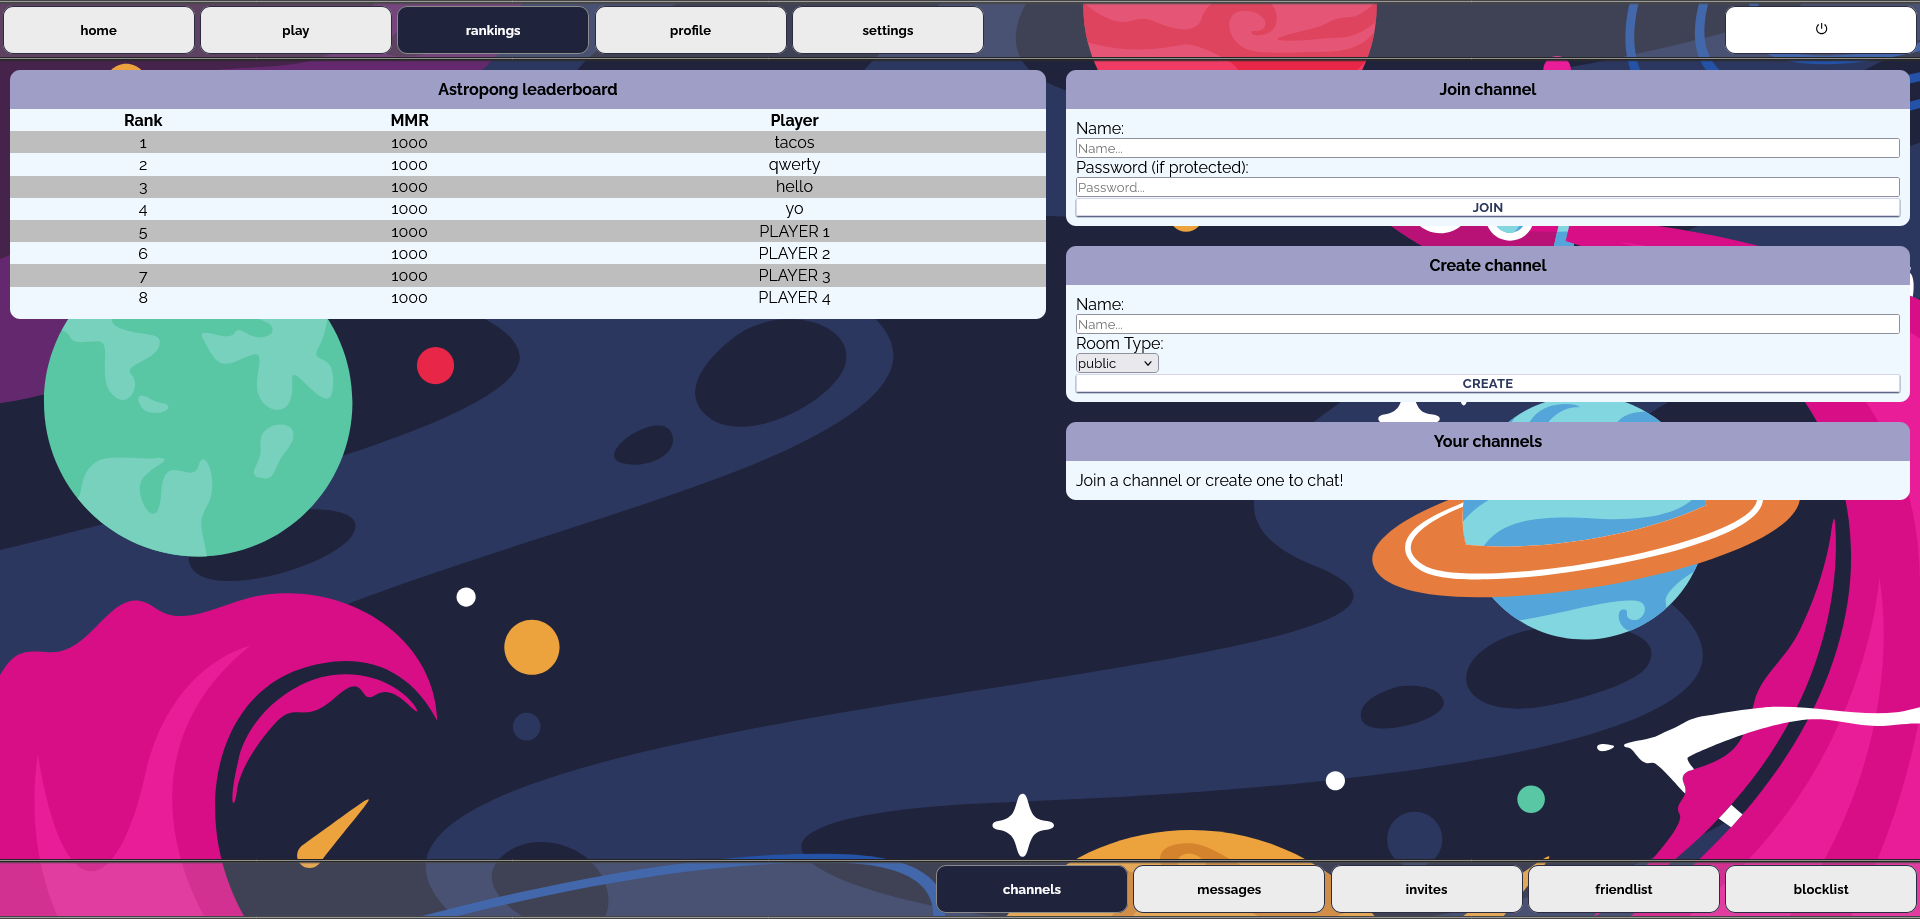 home play rankings profile settings
Astropong leaderboard
Rank MMR Player
1 1000 tacos
2 1000 qwerty
3 1000 hello
4 1000 yo
5 1000 PLAYER 1
6 1000 PLAYER 2
7 1000 PLAYER 3
8 1000 PLAYER 4
Join channel
Name:
Name...
Password (if protected):
Password...
JOIN
Create channel
Name:
Name...
Room Type:
public
CREATE
Your channels
Join a channel or create one to chat!
channels messages invites friendlist blocklist